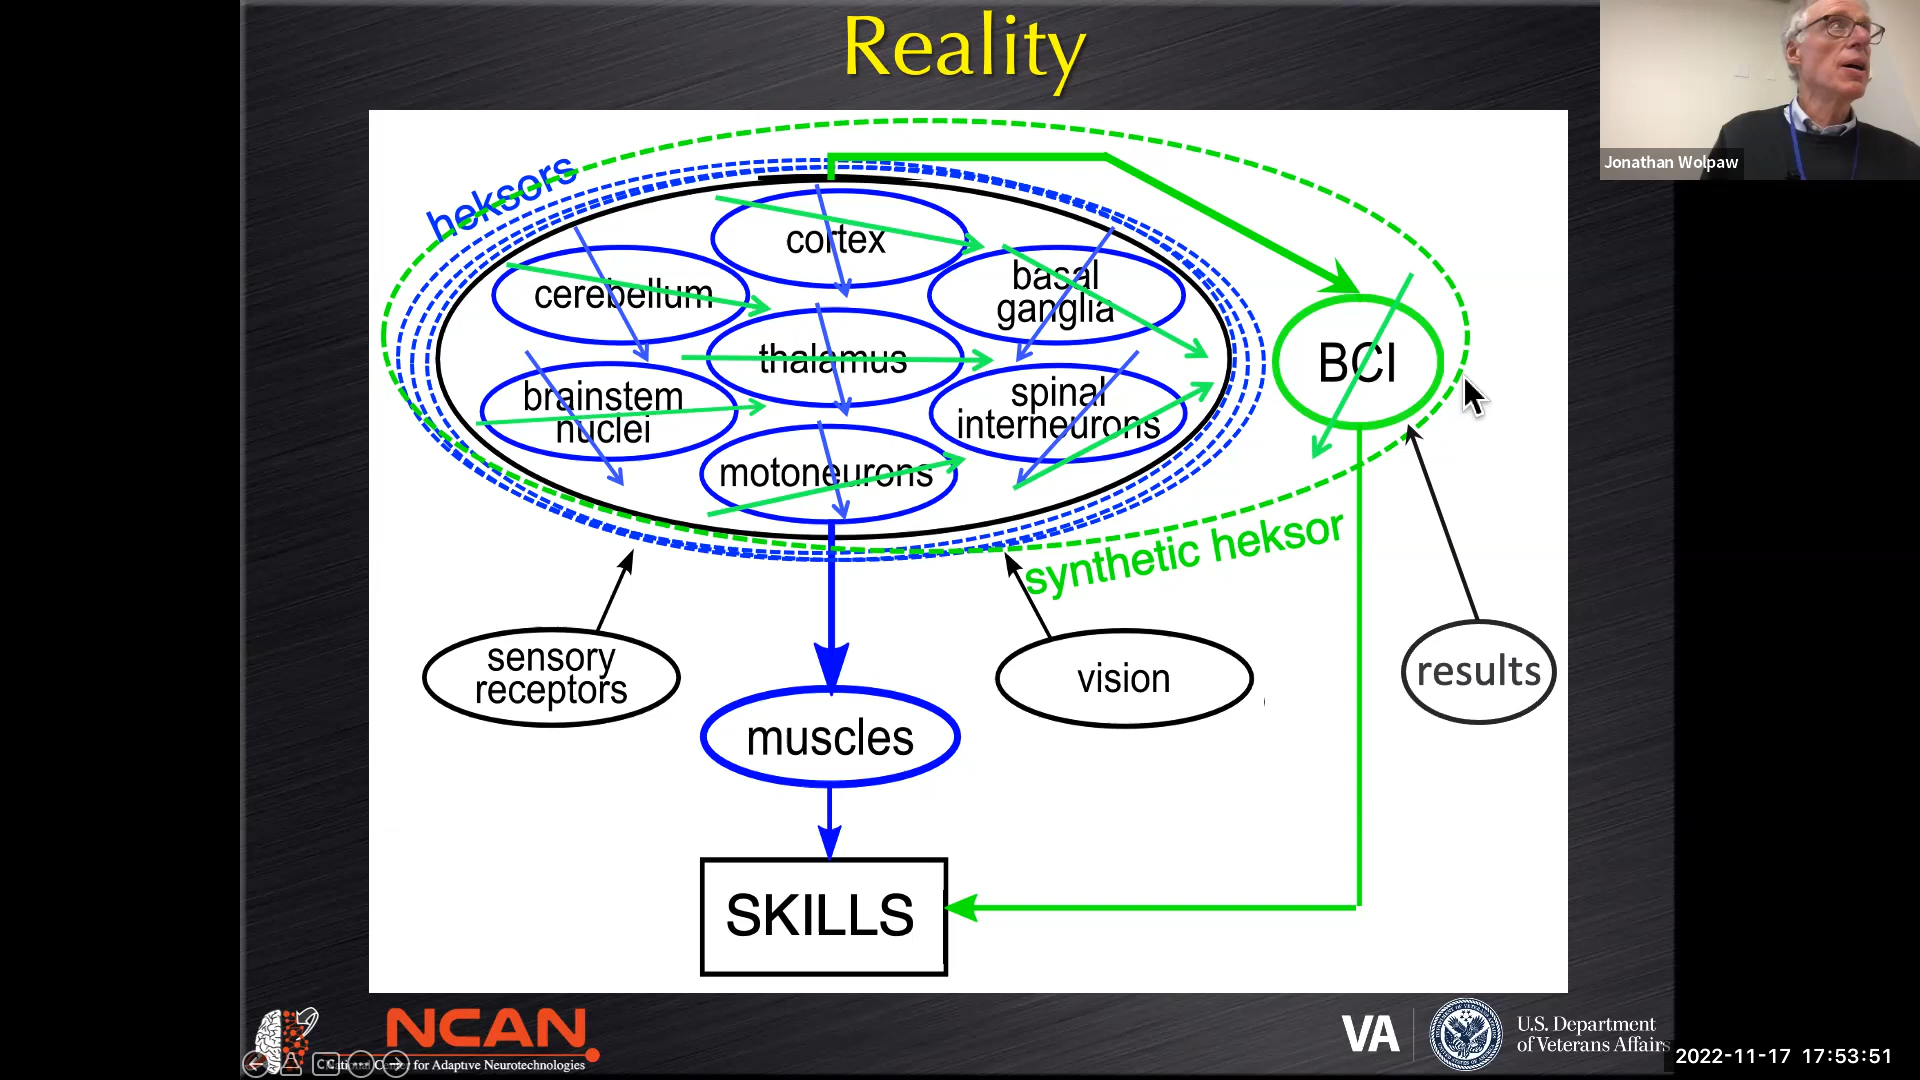 Reality
Jonathan Wolpaw
heksors
cortex
cerebellum
basal
ganglia
thalamus
BCI
brainstem
nuclei
spinal
interneurons
motoneurons
synthetic heksor
sensory
receptors
vision
results
muscles
SKILLS
NCAN
for Adaptive Neurotechnologies
VA
U.S. Department
of Veterans Affairs
2022-11-17 17:53:51